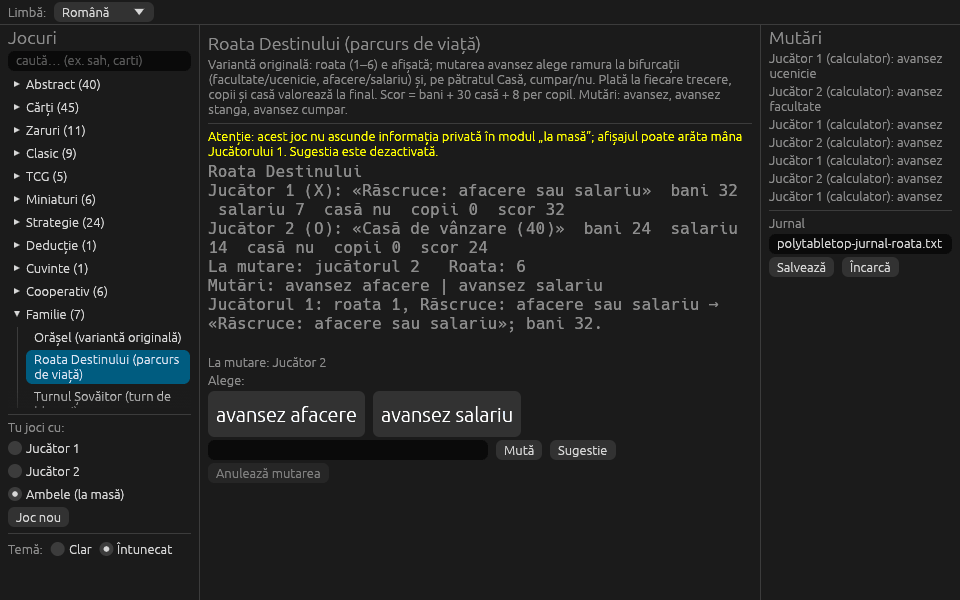 Limbă: Română
Jocuri
caută... (ex. sah, carti)
Abstract (40)
Cărți (45)
Zaruri (11)
Clasic (9)
TCG (5)
Miniaturi (6)
Strategie (24)
Deducție (1)
Cuvinte (1)
Cooperativ (6)
Familie (7)
Orășel (variantă originală)
Roata Destinului (parcurs
de viață)
Turnul Șovăitor (turn de
Tu joci cu:
Jucător 1
Jucător 2
Ambele (la masă)
Joc nou
Temă: Clar Întunecat
Roata Destinului (parcurs de viață)
Variantă originală: roata (1–6) e afișată; mutarea avansez alege ramura la bifurcații
(facultate/ucenicie, afacere/salariu) și, pe pătratul Casă, cumpar/nu. Plată la fiecare trecere,
copii și casă valorează la final. Scor = bani + 30 casă + 8 per copil. Mutări: avansez, avansez
stanga, avansez cumpar.
Atenție: acest joc nu ascunde informația privată în modul „la masă”; afișajul poate arăta mâna
Jucătorului 1. Sugestia este dezactivată.
Roata Destinului
Jucător 1 (X): «Răscruce: afacere sau salariu» bani 32
salariu 7 casă nu copii 0 scor 32
Jucător 2 (O): «Casă de vânzare (40)» bani 24 salariu
14 casă nu copii 0 scor 24
La mutare: jucătorul 2 Roata: 6
Mutări: avansez afacere | avansez salariu
Jucătorul 1: roata 1, Răscruce: afacere sau salariu →
«Răscruce: afacere sau salariu»; bani 32.
La mutare: Jucător 2
Alege:
avansez afacere avansez salariu
Mută Sugestie
Anulează mutarea
Mutări
Jucător 1 (calculator): avansez
ucenicie
Jucător 2 (calculator): avansez
facultate
Jucător 1 (calculator): avansez
Jucător 2 (calculator): avansez
Jucător 1 (calculator): avansez
Jucător 2 (calculator): avansez
Jucător 1 (calculator): avansez
Jurnal
polytabletop-jurnal-roata.txt
Salvează Încarcă